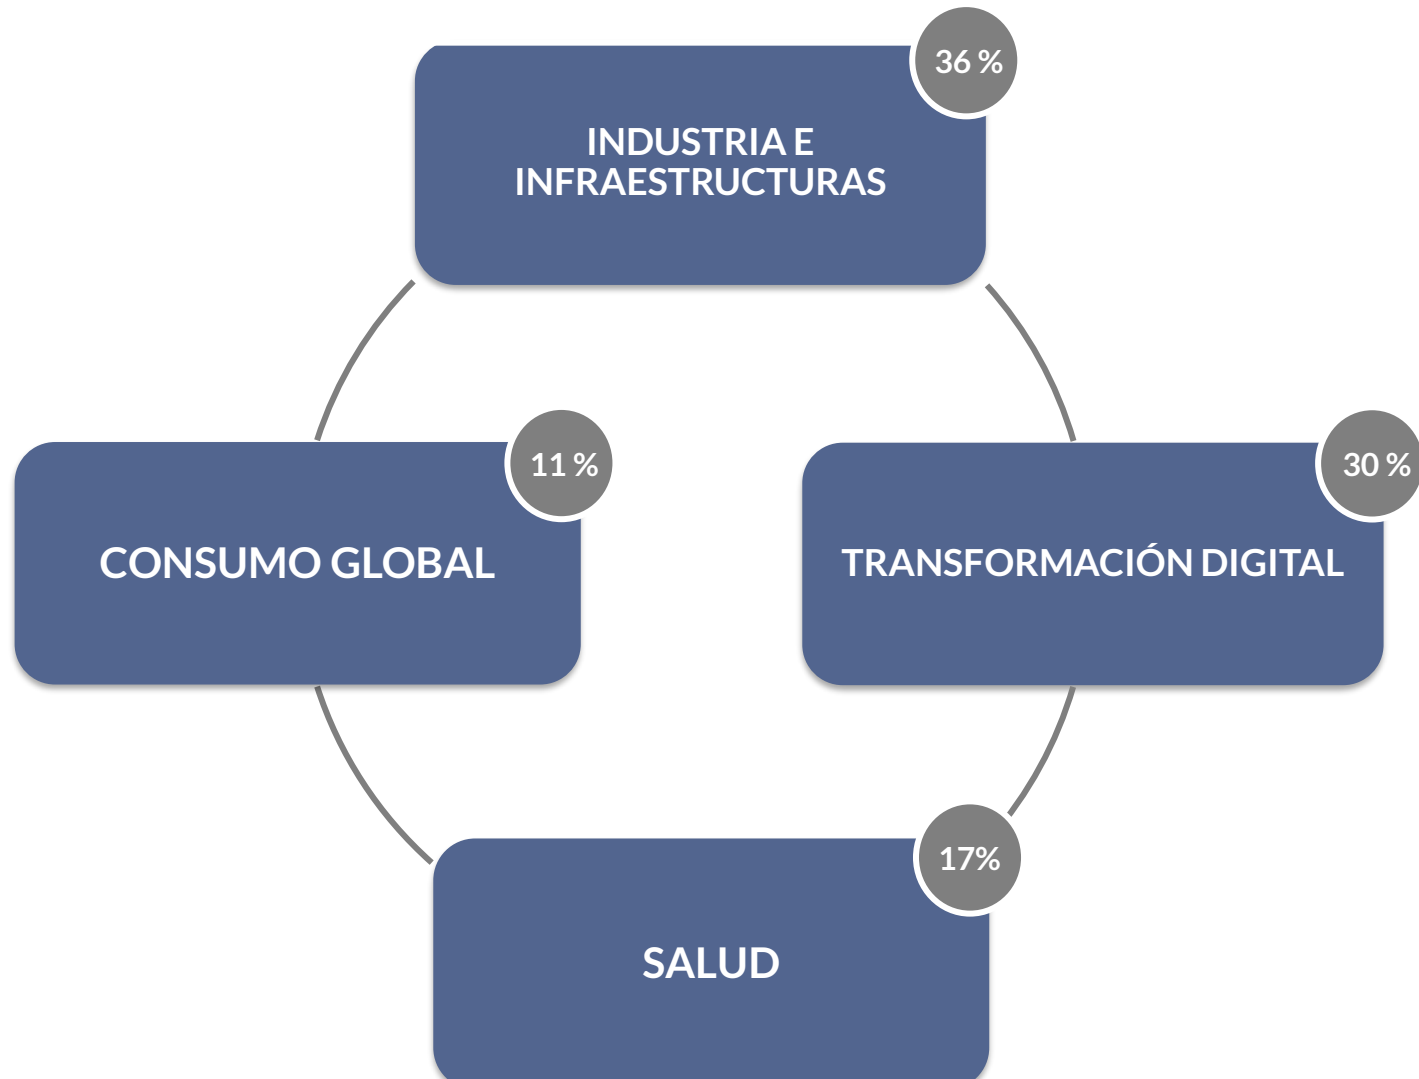 36 %
INDUSTRIA E
INFRAESTRUCTURAS
11 %
CONSUMO GLOBAL
30 %
TRANSFORMACIÓN DIGITAL
17%
SALUD